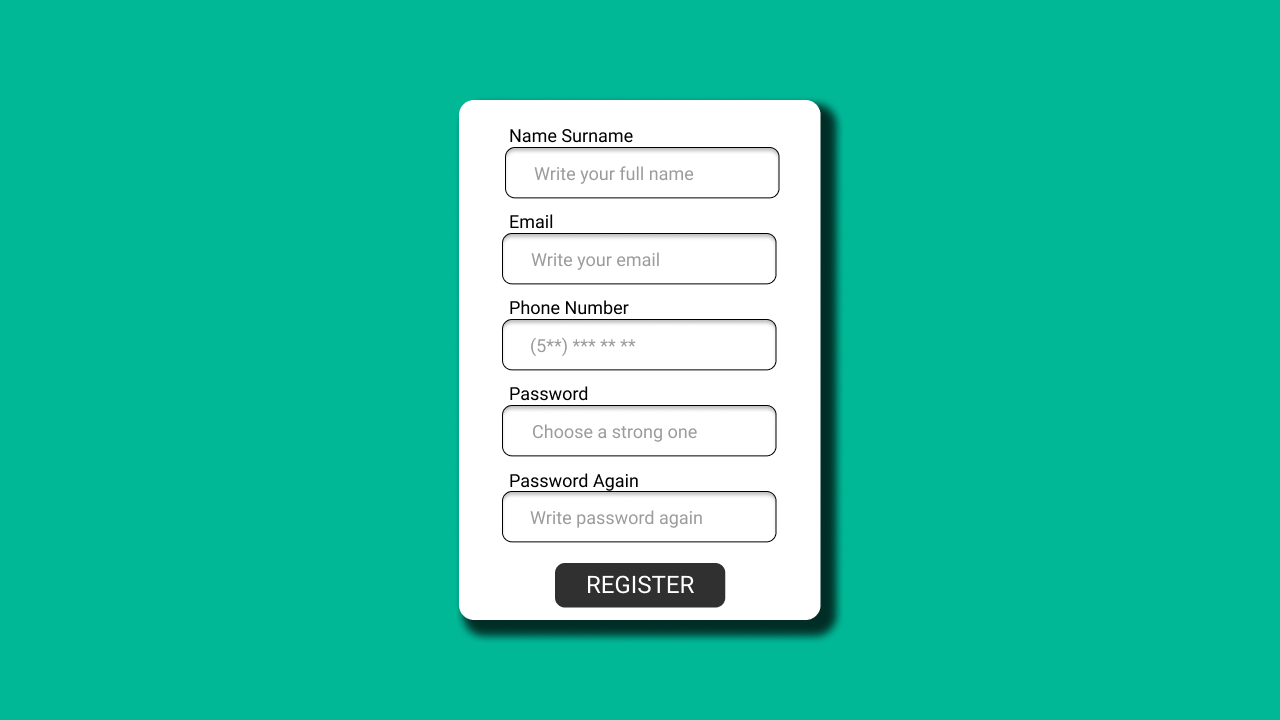 Name Surname
Write your full name
Email
Write your email
Phone Number
(5**) *** ** **
Password
Choose a strong one
Password Again
Write password again
REGISTER